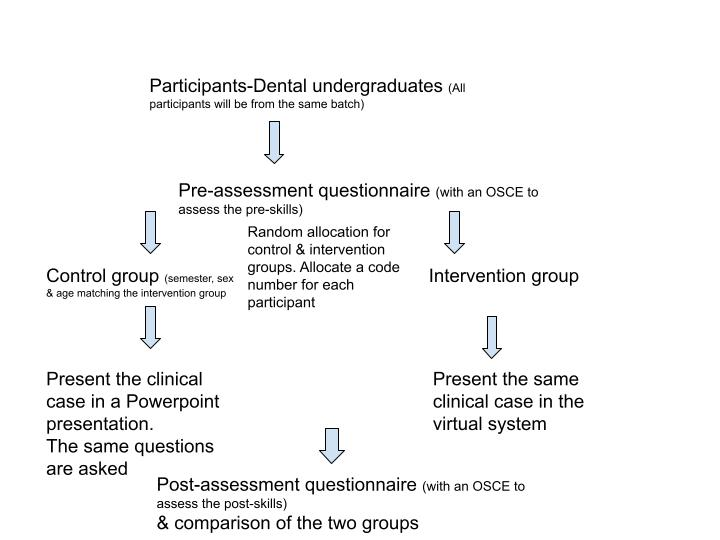 Participants-Dental undergraduates (All
participants will be from the same batch)
Pre-assessment questionnaire (with an OSCE to
assess the pre-skills)
Random allocation for
control & intervention
groups. Allocate a code
number for each
participant
Control group (semester, sex
& age matching the intervention group
Intervention group
Present the clinical
case in a Powerpoint
presentation.
The same questions
are asked
Present the same
clinical case in the
virtual system
Post-assessment questionnaire (with an OSCE to
assess the post-skills)
& comparison of the two groups